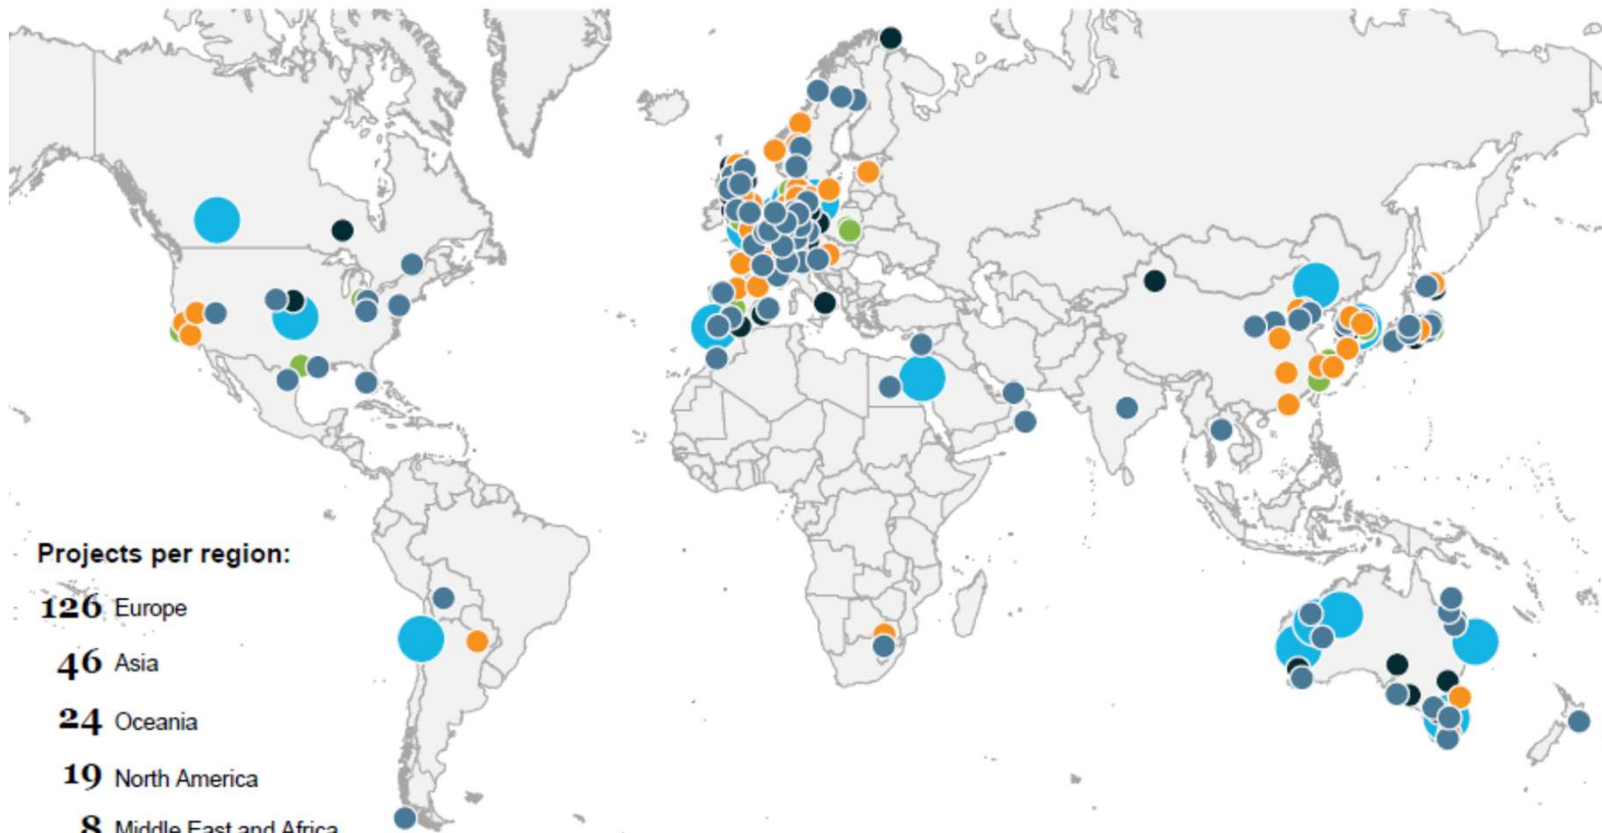 Projects per region:
126 Europe
46 Asia
24 Oceania
19 North America
8 Middle East and Africa